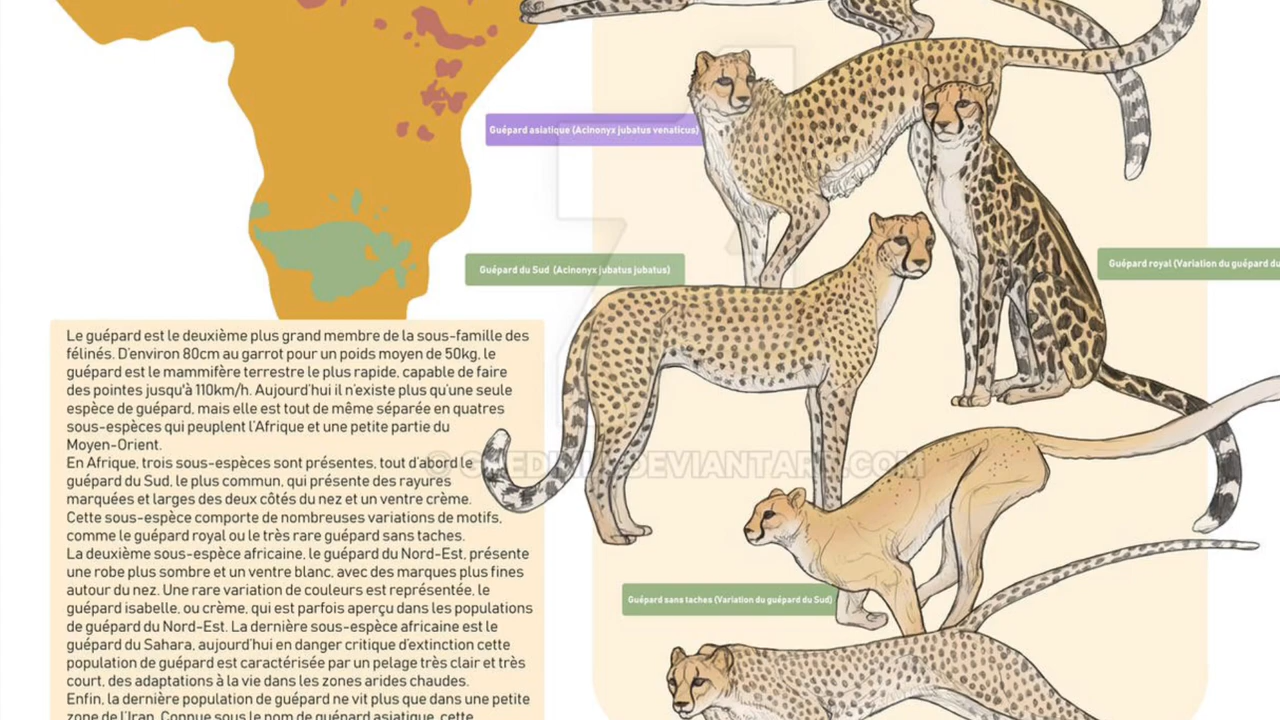 Guépard asiatique (Acinonyx jubatus venaticus)
Guépard du Sud (Acinonyx jubatus jubatus)
Guépard royal (Variation du guépard du
Le guépard est le deuxième plus grand membre de la sous-famille des
félinés. D'environ 80cm au garrot pour un poids moyen de 50kg, le
guépard est le mammifère terrestre le plus rapide, capable de faire
des pointes jusqu'à 110km/h. Aujourd'hui il n'existe plus qu'une seule
espèce de guépard, mais elle est tout de même séparée en quatres
sous-espèces qui peuplent l'Afrique et une petite partie du
Moyen-Orient.
En Afrique, trois sous-espèces sont présentes, tout d'abord le
guépard du Sud, le plus commun, qui présente des rayures
marquées et larges des deux côtés du nez et un ventre crème.
Cette sous-espèce comporte de nombreuses variations de motifs,
comme le guépard royal ou le très rare guépard sans taches.
La deuxième sous-espèce africaine, le guépard du Nord-Est, présente
une robe plus sombre et un ventre blanc, avec des marques plus fines
autour du nez. Une rare variation de couleurs est représentée, le
guépard isabelle, ou crème, qui est parfois aperçu dans les populations
de guépard du Nord-Est. La dernière sous-espèce africaine est le
guépard du Sahara, aujourd'hui en danger critique d'extinction cette
population de guépard est caractérisée par un pelage très clair et très
court, des adaptations à la vie dans les zones arides chaudes.
Enfin, la dernière population de guépard ne vit plus que dans une petite
zone de l'Iran. Connue sous le nom de guépard asiatique, cette
Guépard sans taches (Variation du guépard du Sud)